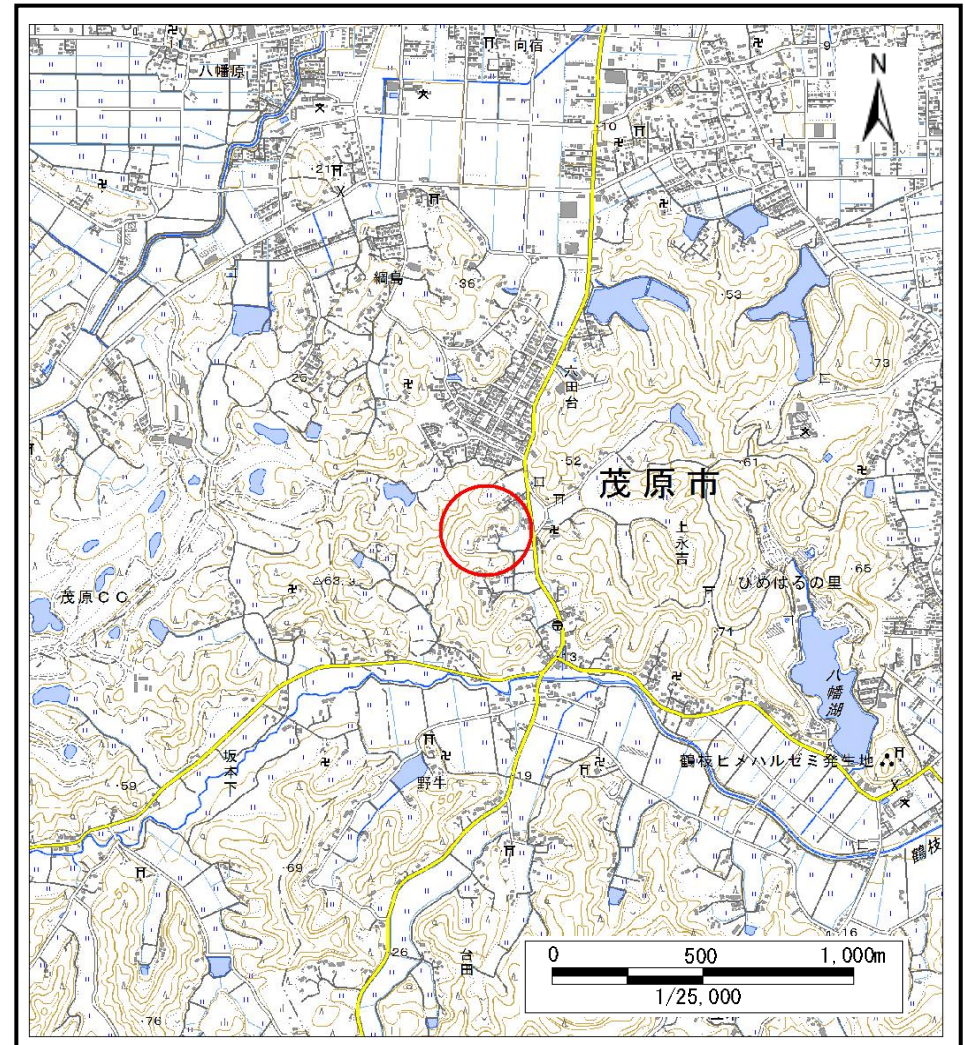 向宿
9
八幡原
N
10
11
21
綱島
36
53
73
25
六田台
52
61
茂原市
上永吉
63.3
ひめはるの里
65
茂原CC
71
13
八幡湖
坂本下
鶴枝ヒメハルゼミ発生地
野牛
19
59
鶴枝
69
16
台田
26
0 500 1,000m
1/25,000
76